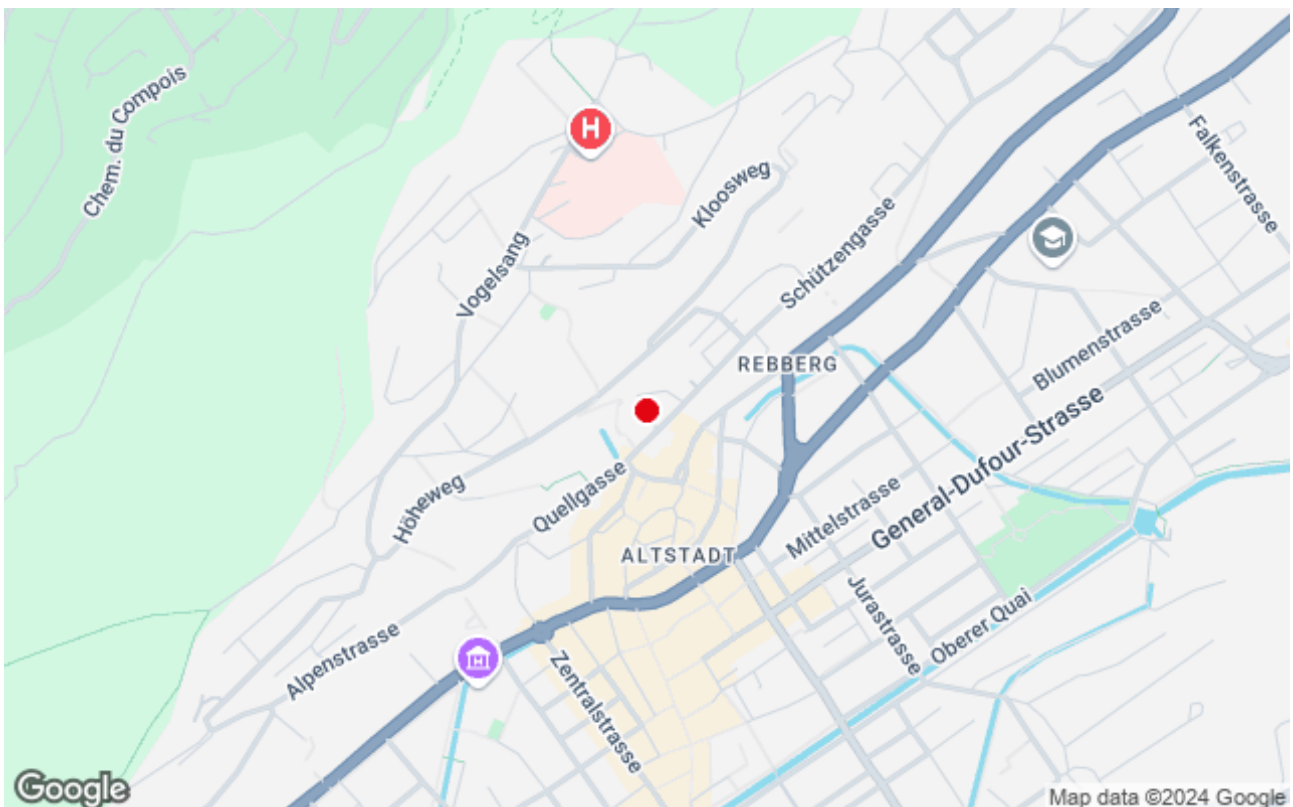 Chem. du Compois
H
Kloosweg
Falkenstrasse
Vogelsang
Schützengasse
REBBERG
Blumenstrasse
General-Dufour-Strasse
Höheweg
Quellgasse
Mittelstrasse
ALTSTADT
Jurastrasse
Oberer Quai
Alpenstrasse
Zentralstrasse
Google
Map data ©2024 Google